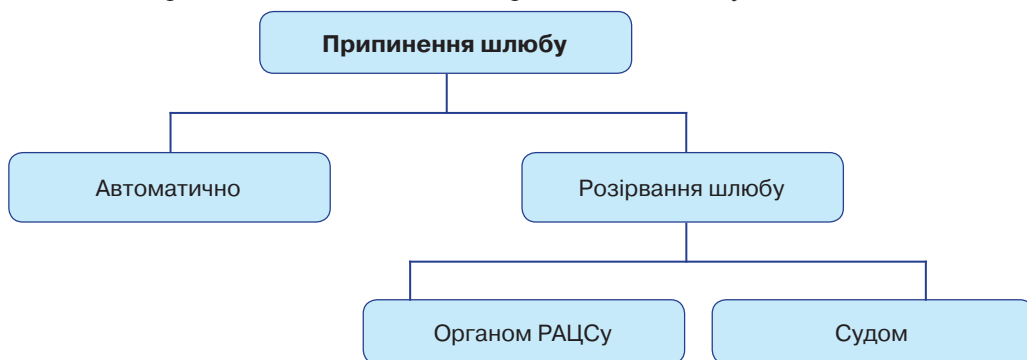 Припинення шлюбу
Автоматично
Розірвання шлюбу
Органом РАЦСу
Судом